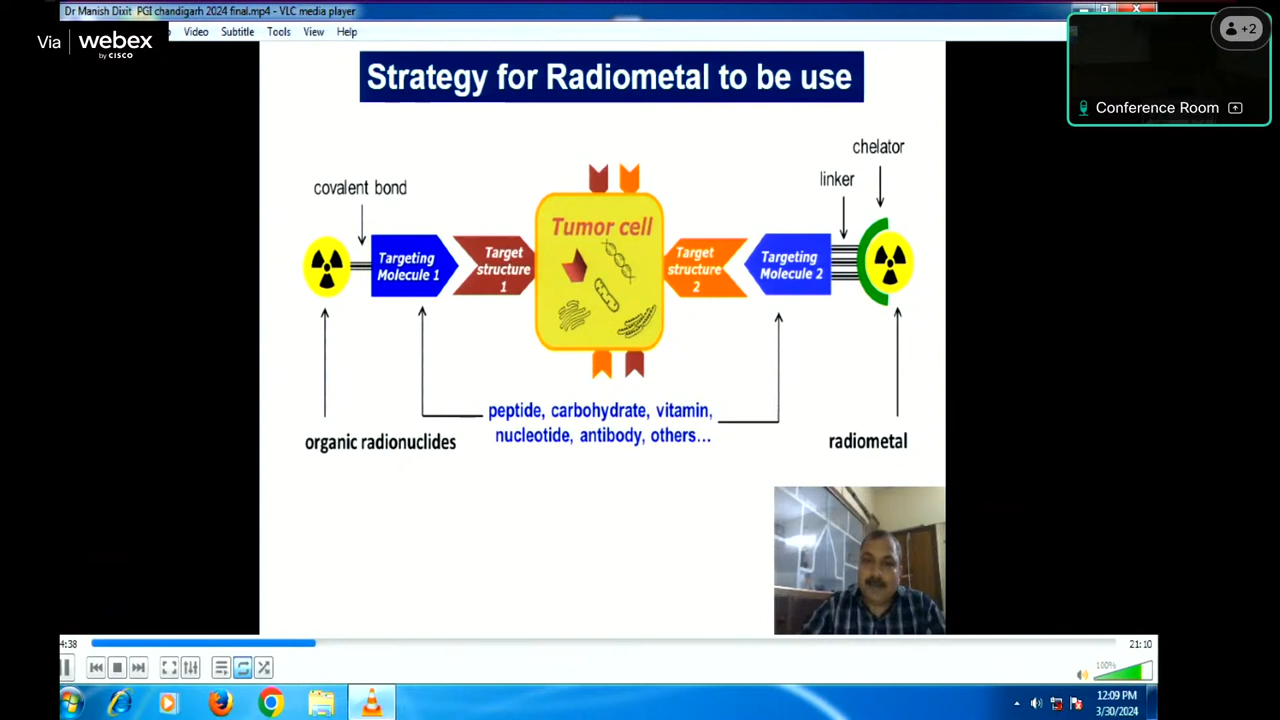 Dr Manish Dixit PGI chandigarh 2024 final.mp4 - VLC media player
Via webex
by CISCO
Video Subtitle Tools View Help
+2
Conference Room
Strategy for Radiometal to be use
chelator
linker
covalent bond
Tumor cell
Targeting
Molecule 1
Target
structure
1
Target
structure
2
Targeting
Molecule 2
peptide, carbohydrate, vitamin,
nucleotide, antibody, others...
organic radionuclides
radiometal
4:38
21:10
100%
12:09 PM
3/30/2024